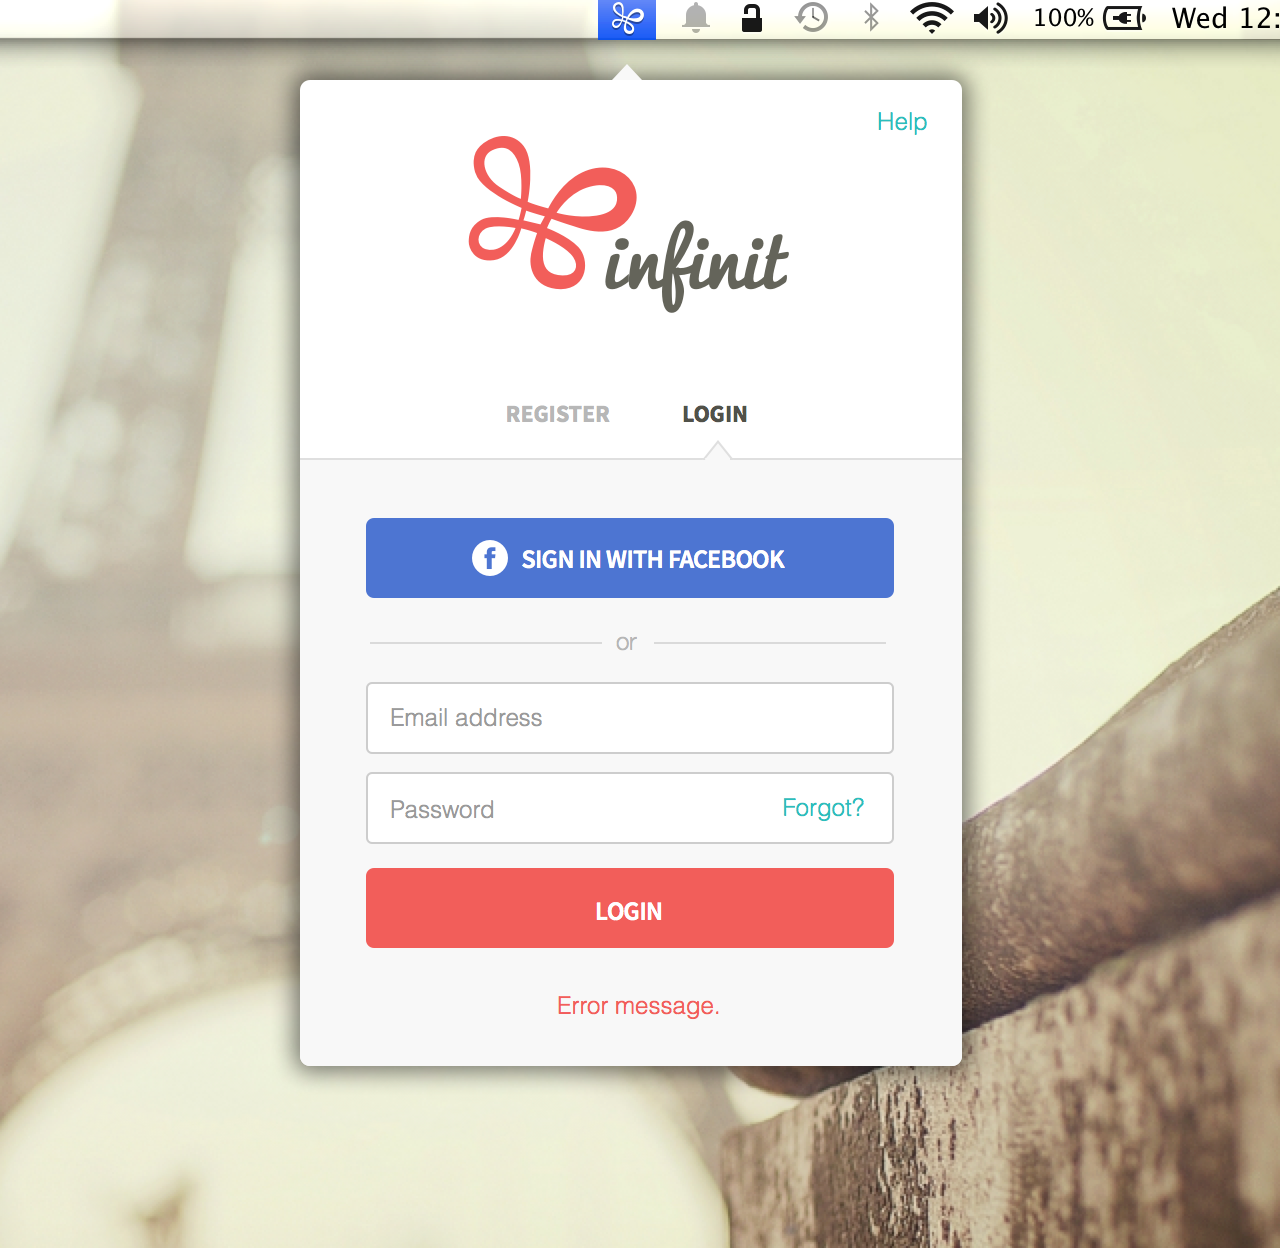 100% Wed 12:
Help
infinit
REGISTER LOGIN
f SIGN IN WITH FACEBOOK
or
Email address
Password Forgot?
LOGIN
Error message.